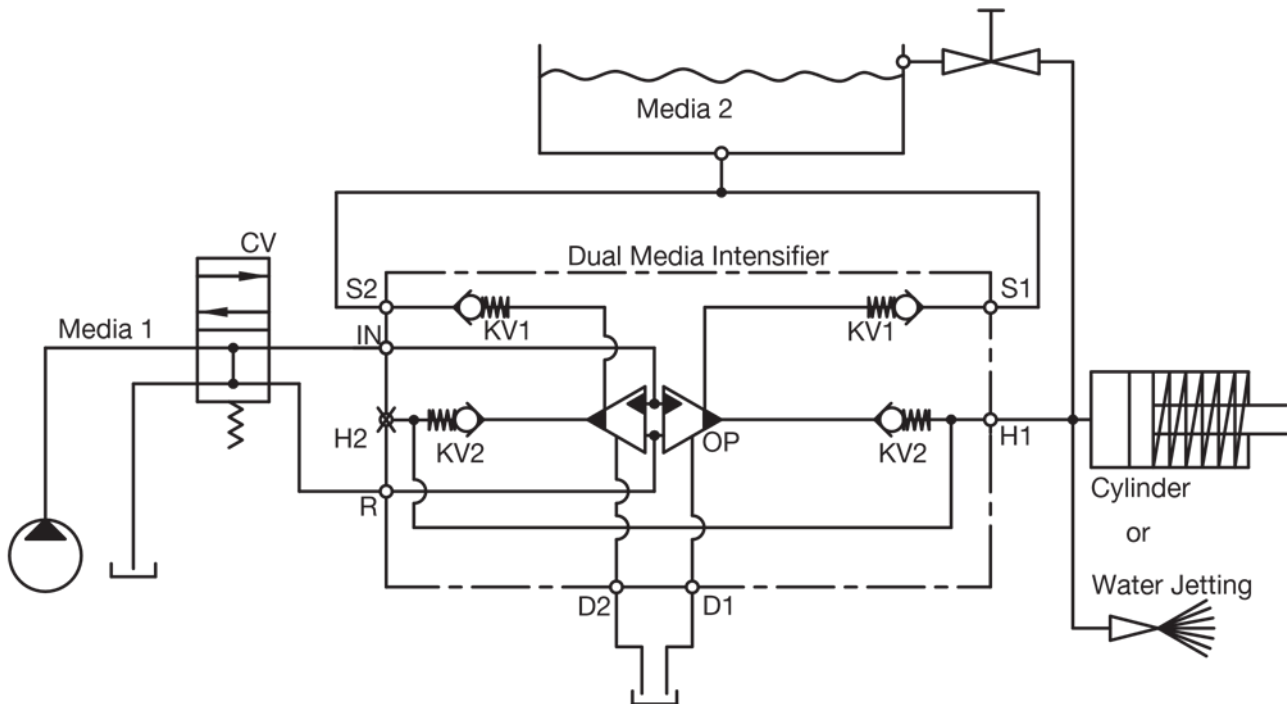 Media 2
CV
Dual Media Intensifier
S2
S1
Media 1
IN
KV1
KV1
H2
KV2
OP
KV2
H1
R
Cylinder
or
Water Jetting
D2
D1